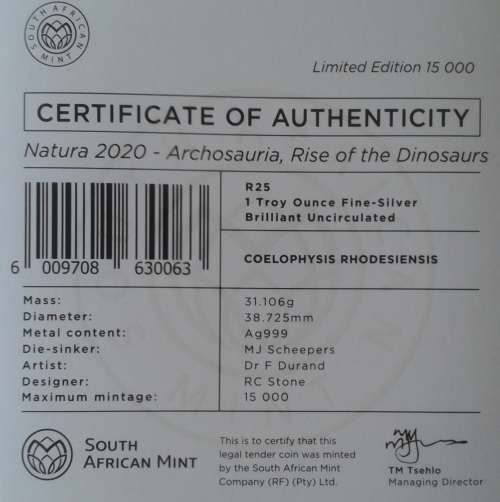 SOUTH AFRICAN MINT
Limited Edition 15 000
CERTIFICATE OF AUTHENTICITY
Natura 2020 - Archosauria, Rise of the Dinosaurs
6 009708 630063
R25
1 Troy Ounce Fine-Silver
Brilliant Uncirculated
COELOPHYSIS RHODESIENSIS
Mass: 31.106g
Diameter: 38.725mm
Metal content: Ag999
Die-sinker: MJ Scheepers
Artist: Dr F Durand
Designer: RC Stone
Maximum mintage: 15 000
SOUTH
AFRICAN MINT
This is to certify that this
legal tender coin was minted
by the South African Mint
Company (RF) (Pty) Ltd.
TM Tsehlo
Managing Director